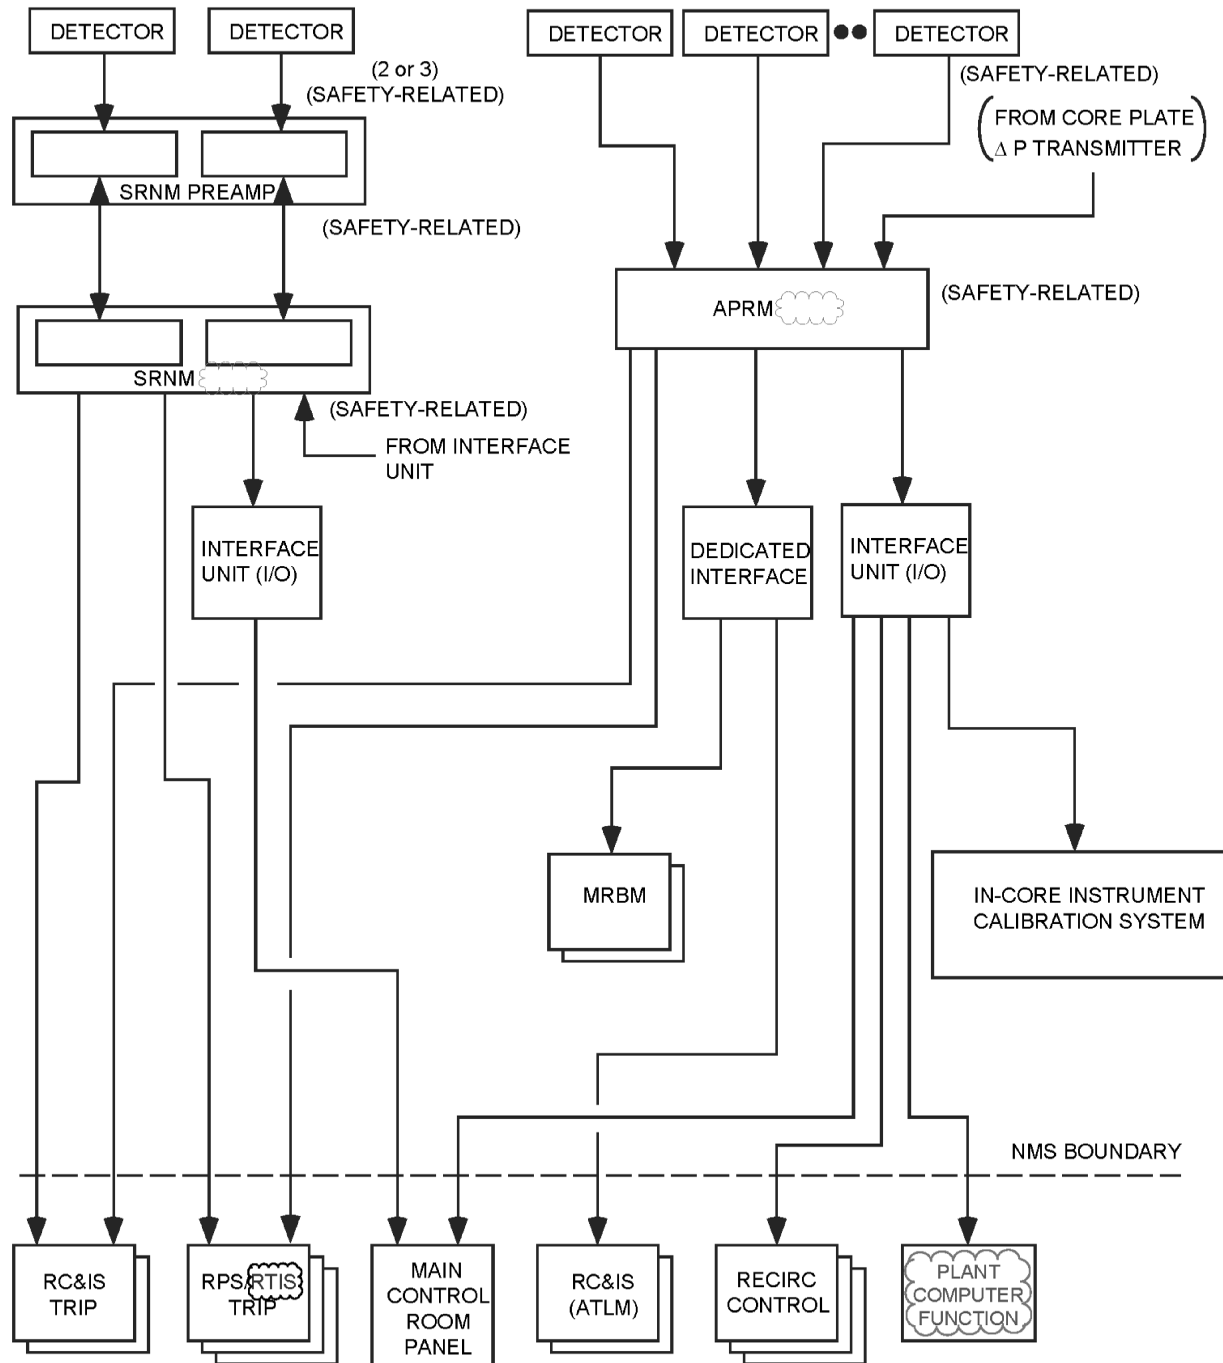 DETECTOR
DETECTOR
DETECTOR
DETECTOR
DETECTOR
(2 or 3)
(SAFETY-RELATED)
(SAFETY-RELATED)
FROM CORE PLATE
Δ P TRANSMITTER
SRNM PREAMP
(SAFETY-RELATED)
APRM
(SAFETY-RELATED)
SRNM
(SAFETY-RELATED)
FROM INTERFACE
UNIT
INTERFACE
UNIT (I/O)
DEDICATED
INTERFACE
INTERFACE
UNIT (I/O)
MRBM
IN-CORE INSTRUMENT
CALIBRATION SYSTEM
NMS BOUNDARY
RC&IS
TRIP
RPS/RTIS
TRIP
MAIN
CONTROL
ROOM
PANEL
RC&IS
(ATLM)
RECIRC
CONTROL
PLANT
COMPUTER
FUNCTION